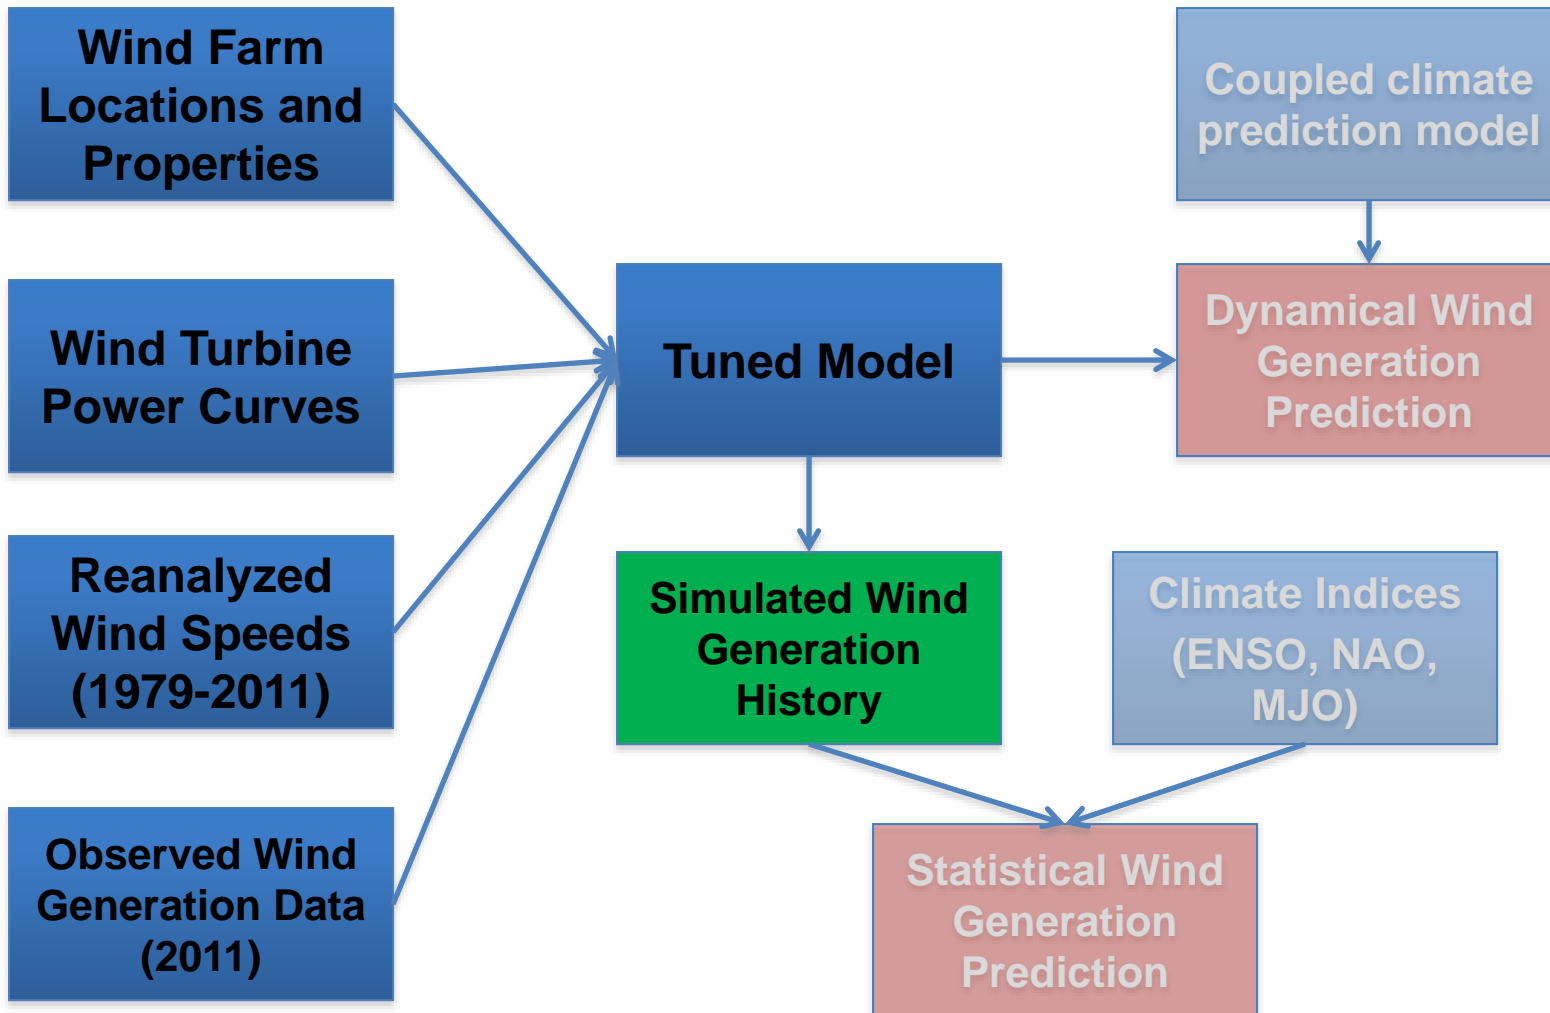 Wind Farm
Locations and
Properties
Wind Turbine
Power Curves
Reanalyzed
Wind Speeds
(1979-2011)
Observed Wind
Generation Data
(2011)
Tuned Model
Simulated Wind
Generation
History
Coupled climate
prediction model
Dynamical Wind
Generation
Prediction
Climate Indices
(ENSO, NAO,
MJO)
Statistical Wind
Generation
Prediction